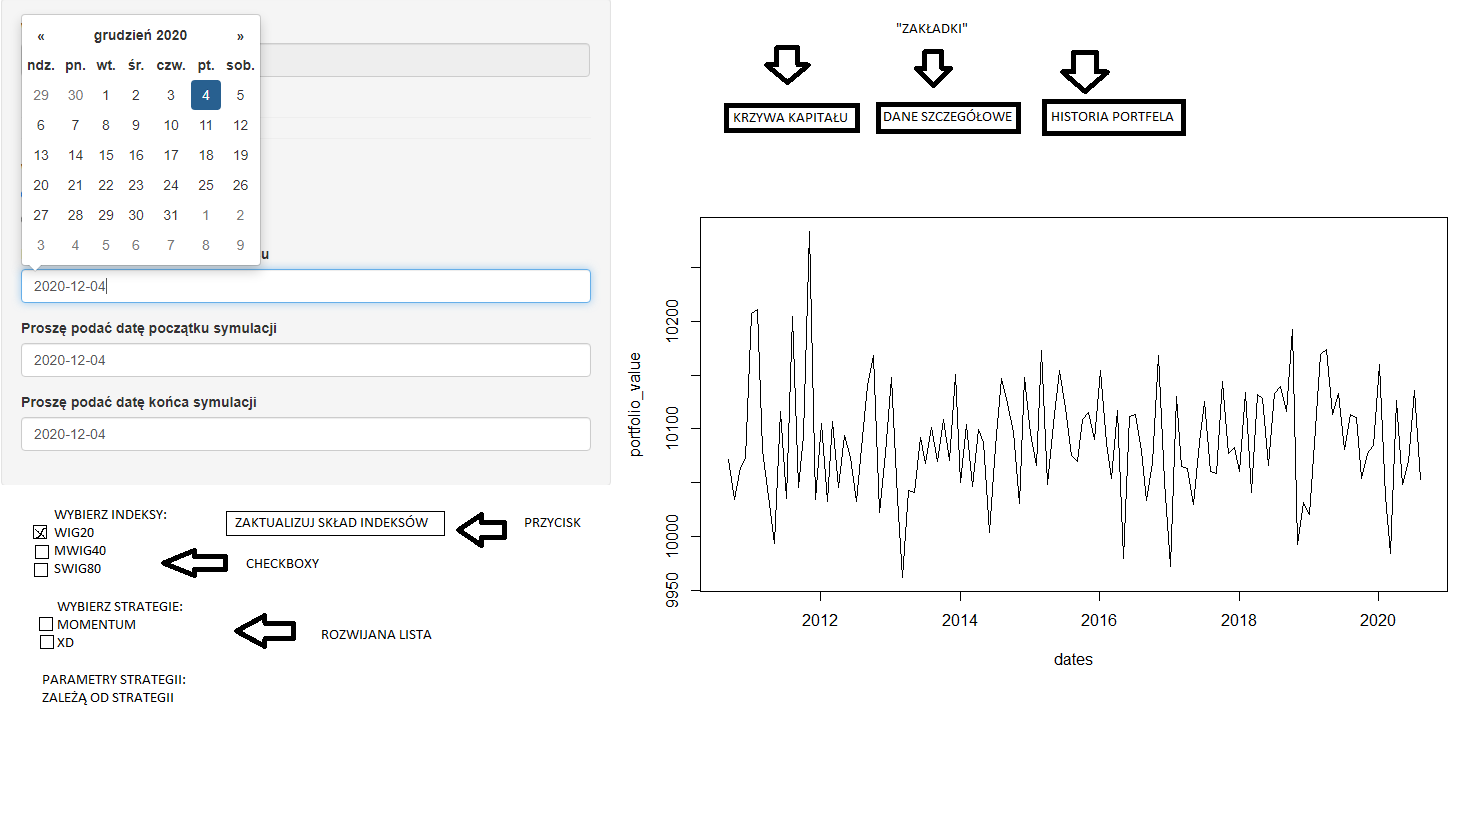 « grudzień 2020 »
ndz. pn. wt. śr. czw. pt. sob.
29 30 1 2 3 4 5
6 7 8 9 10 11 12
13 14 15 16 17 18 19
20 21 22 23 24 25 26
27 28 29 30 31 1 2
3 4 5 6 7 8 9
u
2020-12-04
Proszę podać datę początku symulacji
2020-12-04
Proszę podać datę końca symulacji
2020-12-04
WYBIERZ INDEKSY:
WIG20
MWIG40
SWIG80
ZAKTUALIZUJ SKŁAD INDEKSÓW
PRZYCISK
CHECKBOXY
WYBIERZ STRATEGIE:
MOMENTUM
XD
ROZWIJANA LISTA
PARAMETRY STRATEGII:
ZALEŻĄ OD STRATEGII
"ZAKŁADKI"
KRZYWA KAPITAŁU
DANE SZCZEGÓŁOWE
HISTORIA PORTFELA
portfolio_value
10200
10100
10000
9950
2012 2014 2016 2018 2020
dates